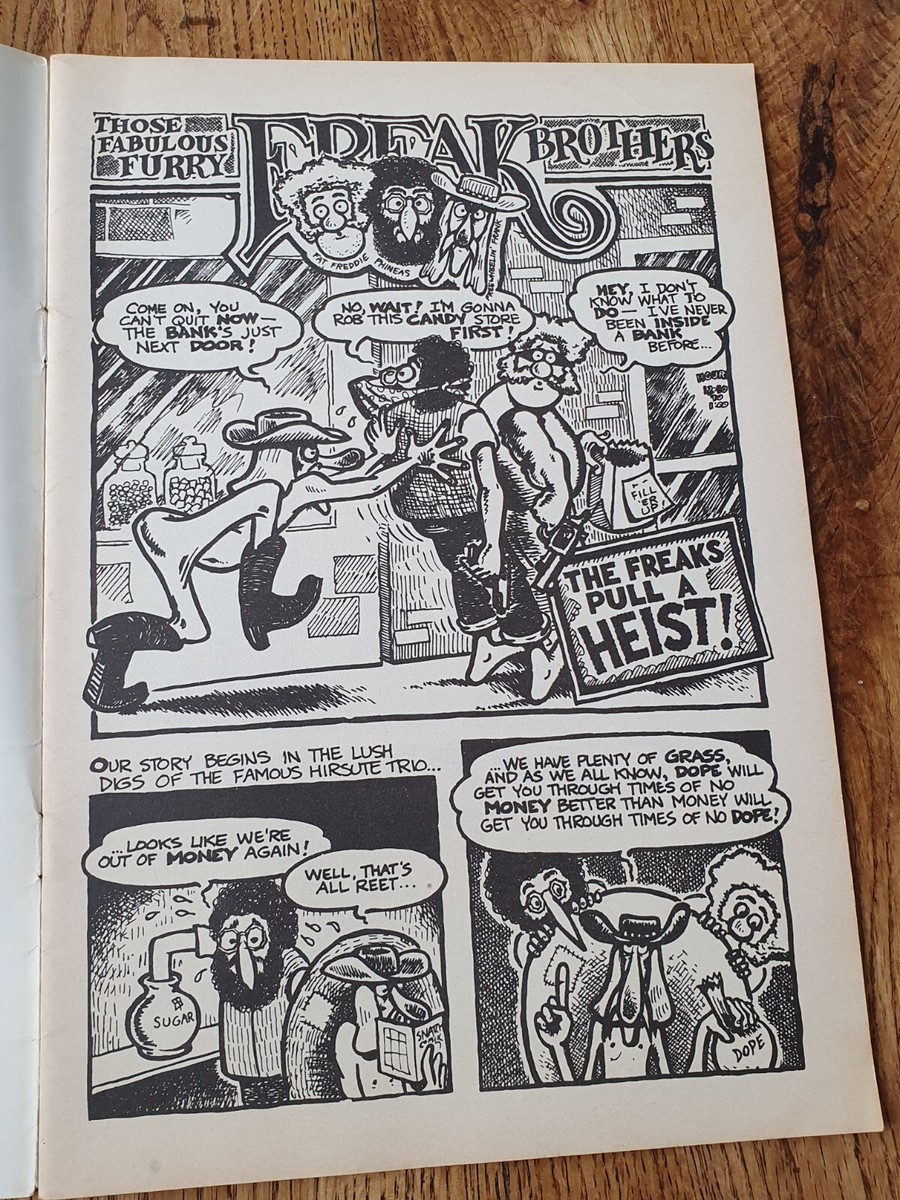 THOSE
FABULOUS
FURRY
FREAK
BROTHERS
FAT FREDDIE
PHINEAS
FREEWHEELIN' FRANK
COME ON, YOU
CAN'T QUIT NOW—
THE BANK'S JUST
NEXT DOOR!
NO, WAIT! I'M GONNA
ROB THIS CANDY STORE
FIRST!
HEY, I DON'T
KNOW WHAT TO
DO — I'VE NEVER
BEEN INSIDE
A BANK
BEFORE...
TO
FILL
'ER
UP
THE FREAKS
PULL A
HEIST!
OUR STORY BEGINS IN THE LUSH
DIGS OF THE FAMOUS HIRSUTE TRIO...
...LOOKS LIKE WE'RE
OUT OF MONEY AGAIN!
WELL, THAT'S
ALL REET...
SUGAR
...WE HAVE PLENTY OF GRASS,
AND AS WE ALL KNOW, DOPE WILL
GET YOU THROUGH TIMES OF NO
MONEY BETTER THAN MONEY WILL
GET YOU THROUGH TIMES OF NO DOPE!
DOPE